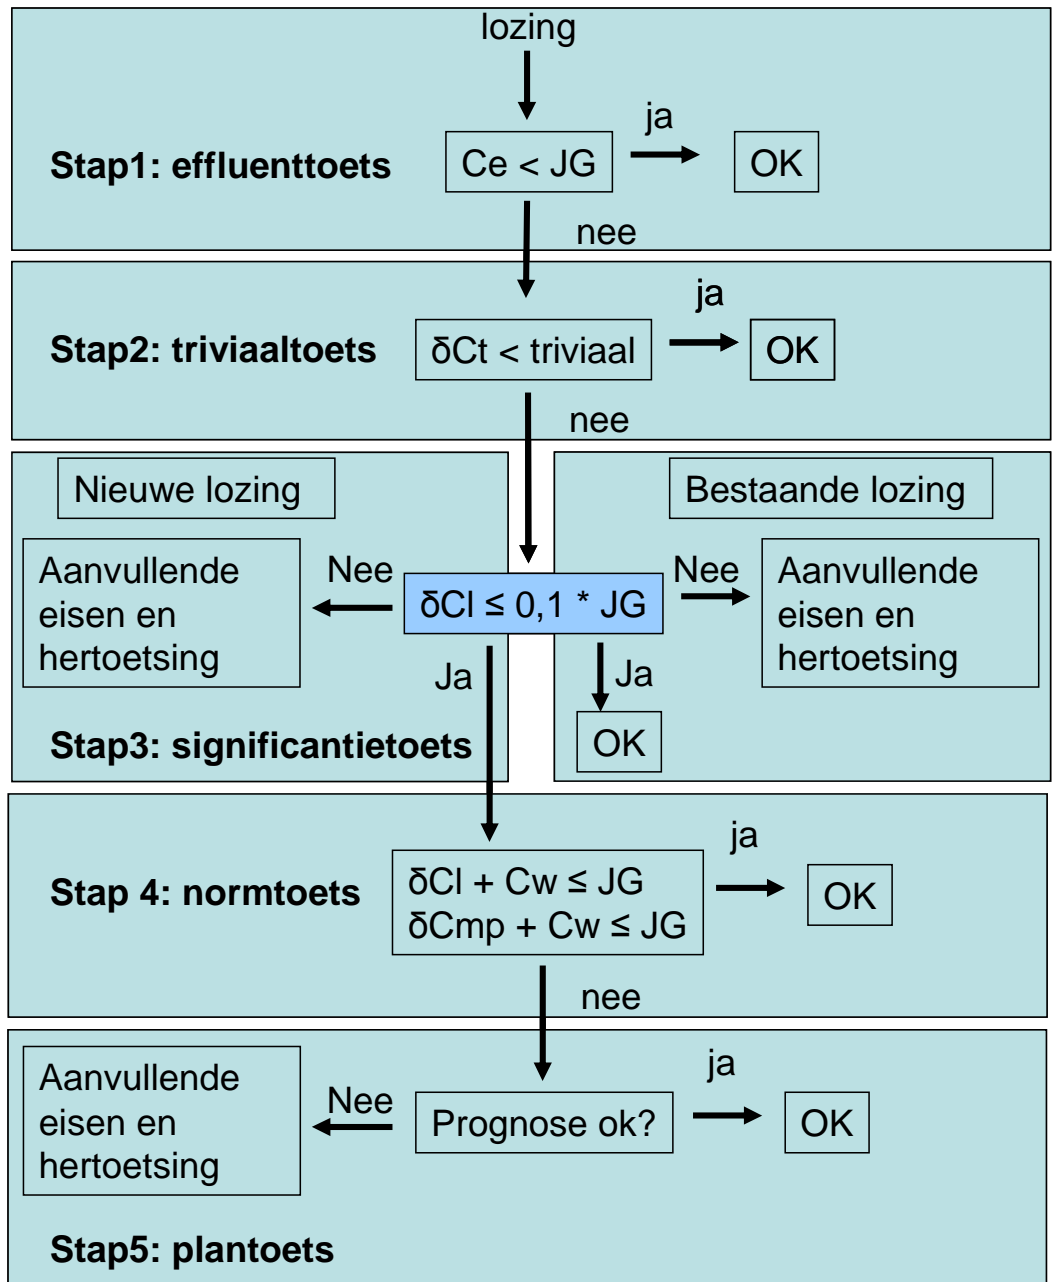 lozing
ja
Stap1: effluenttoets
Ce < JG
OK
nee
ja
Stap2: triviaaltoets
δCt < triviaal
OK
nee
Nieuwe lozing
Bestaande lozing
Aanvullende
eisen en
hertoetsing
Nee
δCl ≤ 0,1 * JG
Nee
Aanvullende
eisen en
hertoetsing
Ja
Ja
Stap3: significantietoets
OK
ja
Stap 4: normtoets
δCl + Cw ≤ JG
δCmp + Cw ≤ JG
OK
nee
Aanvullende
eisen en
hertoetsing
Nee
Prognose ok?
ja
OK
Stap5: plantoets